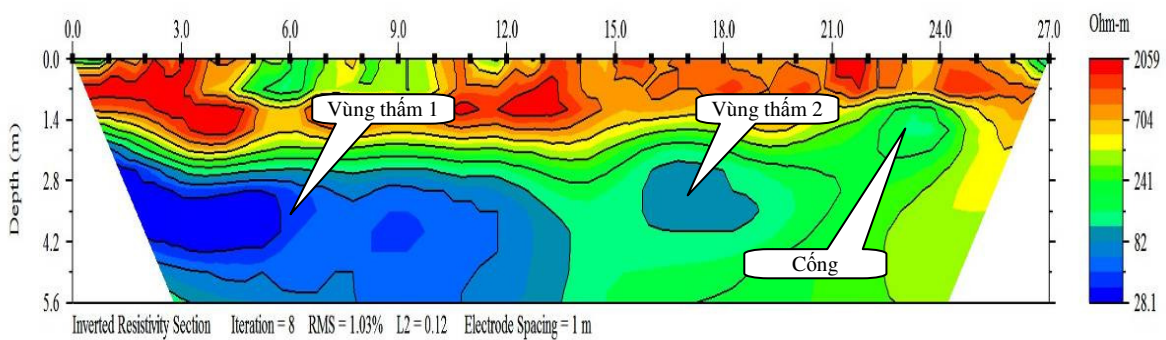 0.0 3.0 6.0 9.0 12.0 15.0 18.0 21.0 24.0 27.0 Ohm-m
0.0 2059
Vùng thấm 1 Vùng thấm 2
1.4 704
Depth (m)
2.8 241
4.2 82
Cống
5.6 28.1
Inverted Resistivity Section Iteration = 8 RMS = 1.03% L2 = 0.12 Electrode Spacing = 1 m